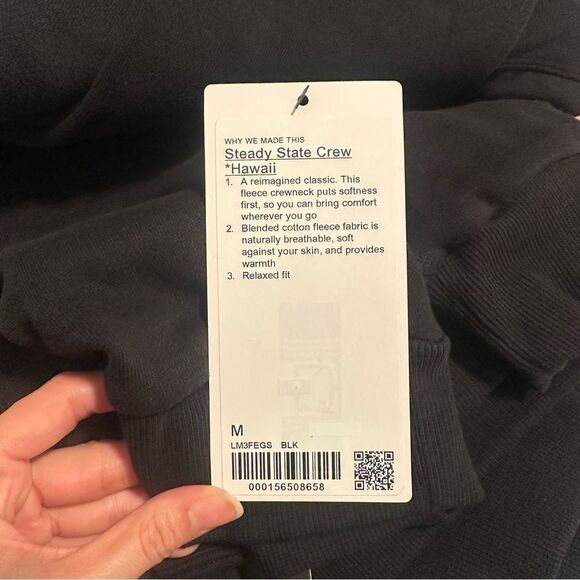 WHY WE MADE THIS
Steady State Crew
*Hawaii
1. A reimagined classic. This
fleece crewneck puts softness
first, so you can bring comfort
wherever you go
2. Blended cotton fleece fabric is
naturally breathable, soft
against your skin, and provides
warmth
3. Relaxed fit
M
LM3FEGS BLK
000156508658